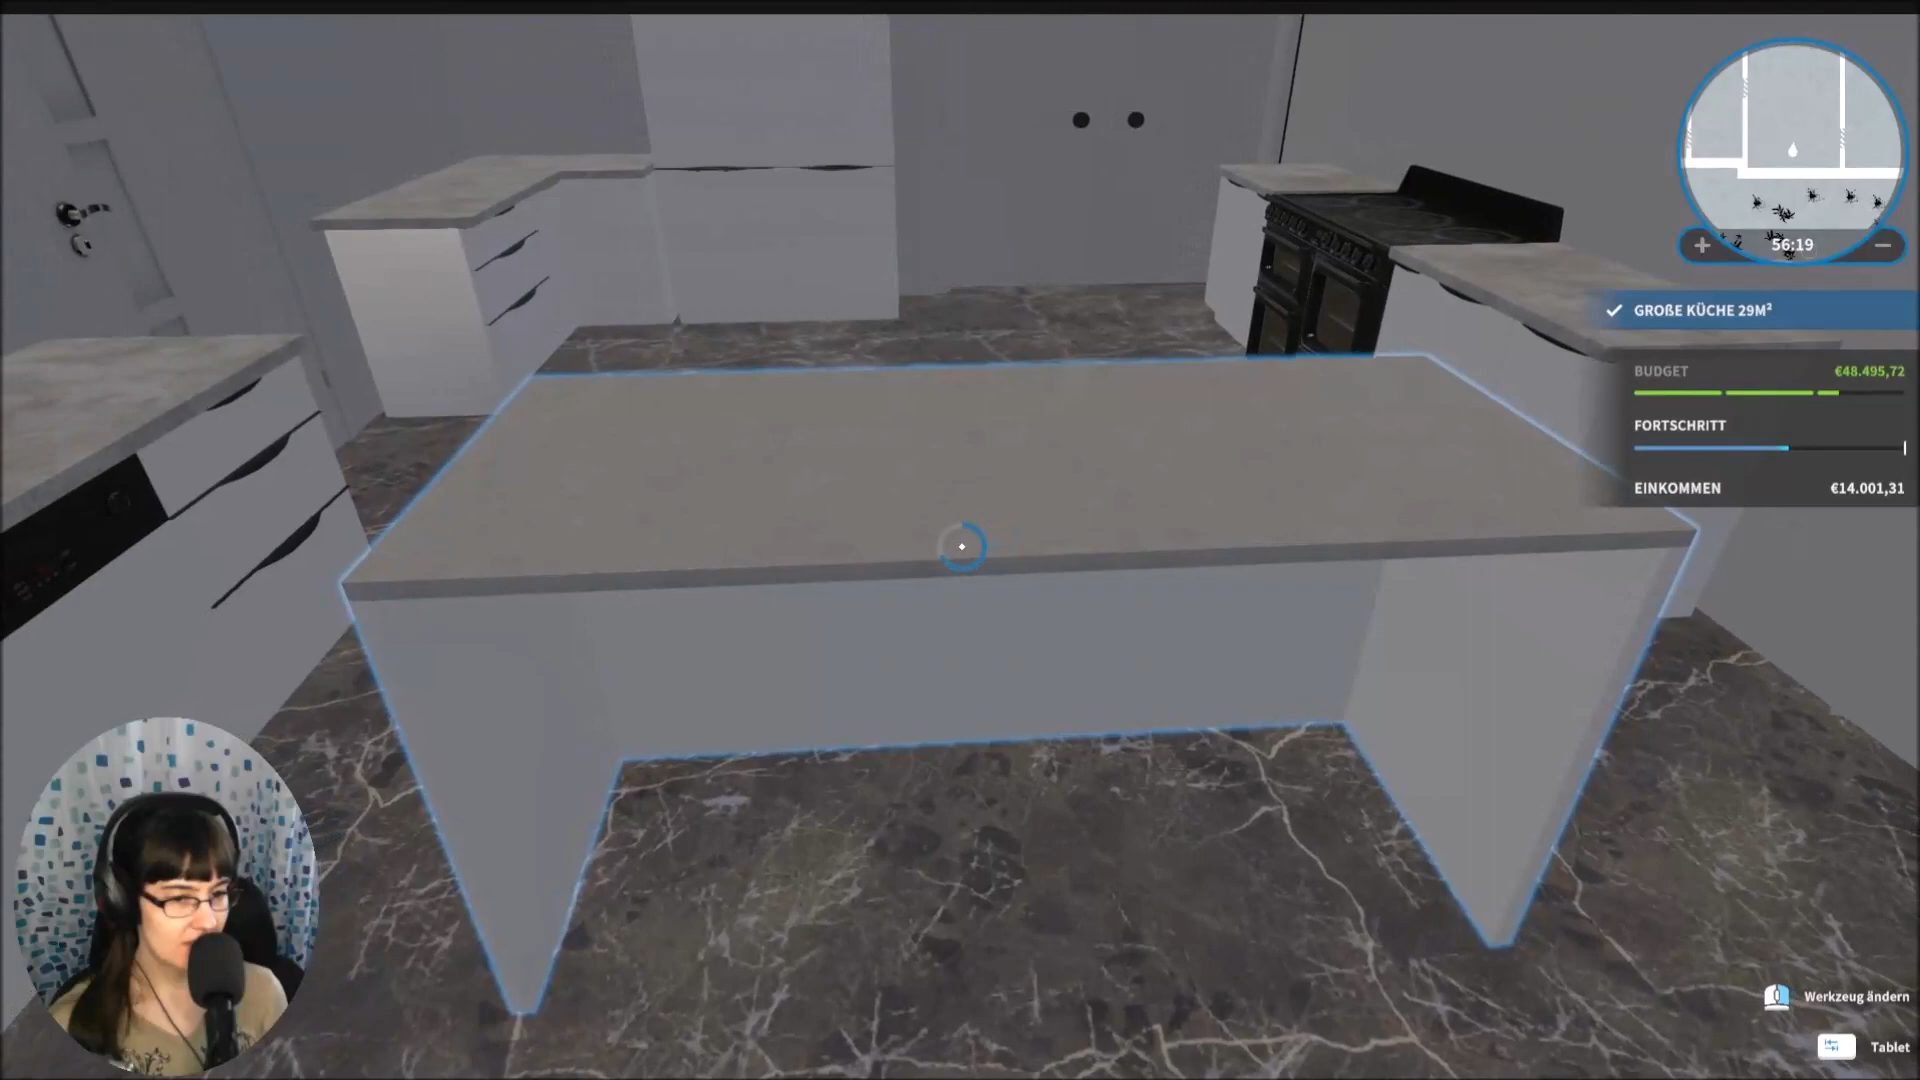 56:19
GROßE KÜCHE 29M²
BUDGET €48.495,72
FORTSCHRITT
EINKOMMEN €14.001,31
Werkzeug ändern
Tablet